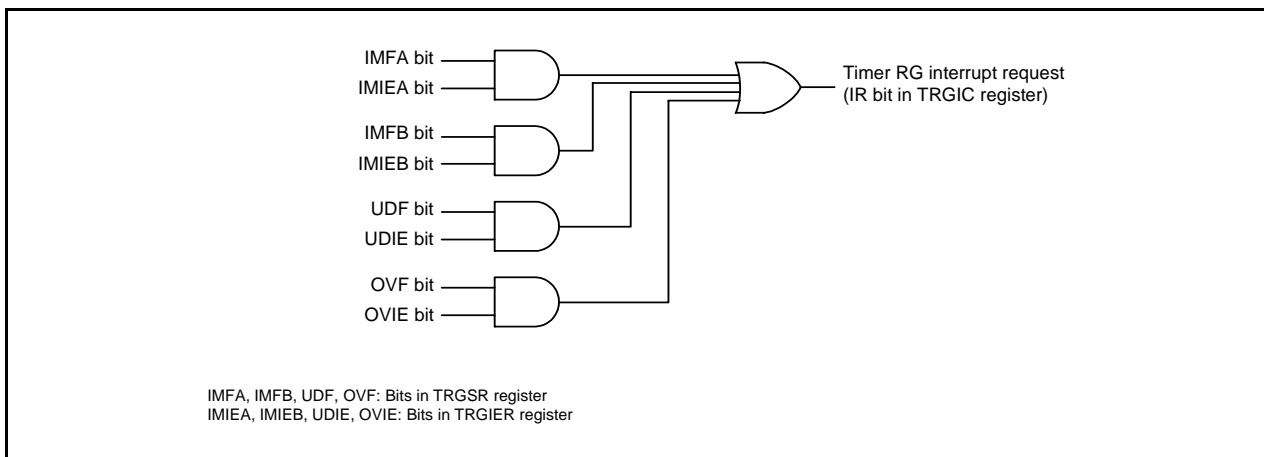 IMFA bit
IMIEA bit
IMFB bit
IMIEB bit
UDF bit
UDIE bit
OVF bit
OVIE bit
Timer RG interrupt request
(IR bit in TRGIC register)
IMFA, IMFB, UDF, OVF: Bits in TRGSR register
IMIEA, IMIEB, UDIE, OVIE: Bits in TRGIER register